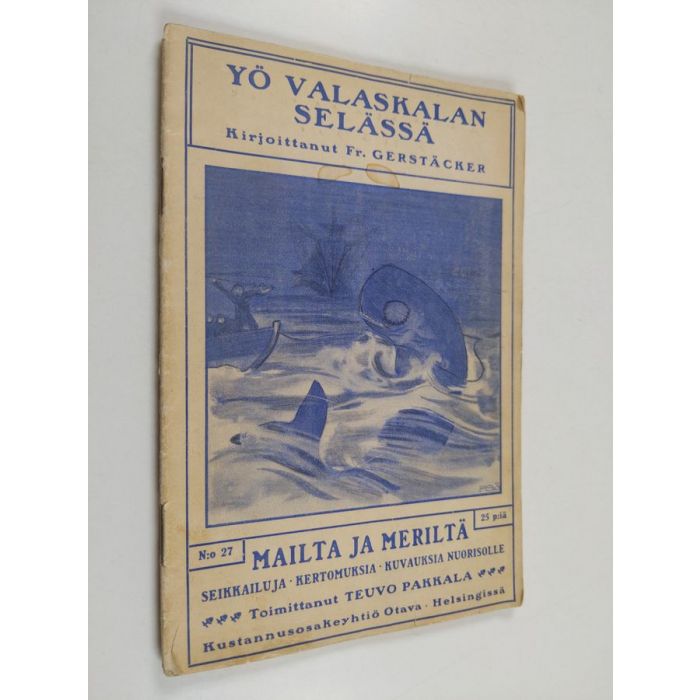 YÖ VALASKALAN
SELÄSSÄ
Kirjoittanut Fr. GERSTÄCKER
N:o 27
25 p:iä
MAILTA JA MERILTÄ
SEIKKAILUJA · KERTOMUKSIA · KUVAUKSIA NUORISOLLE
Toimittanut TEUVO PAKKALA
Kustannusosakeyhtiö Otava · Helsingissä